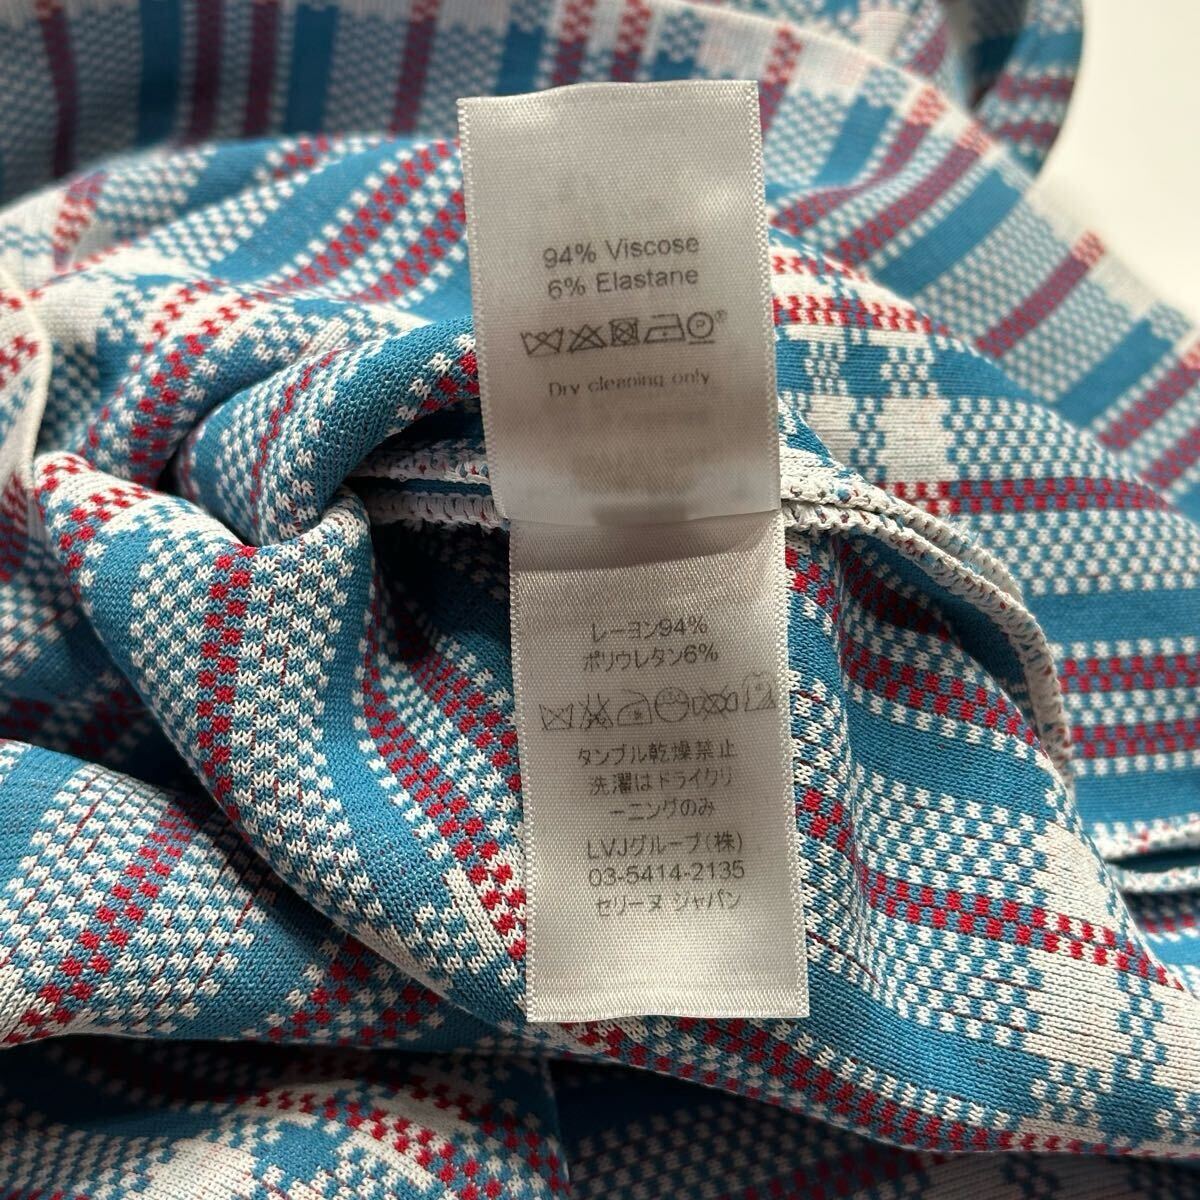 94% Viscose
6% Elastane
P®
Dry cleaning only
レーヨン94%
ポリウレタン6%
タンブル乾燥禁止
洗濯はドライクリ
ーニングのみ
LVJグループ(株)
03-5414-2135
セリーヌ ジャパン